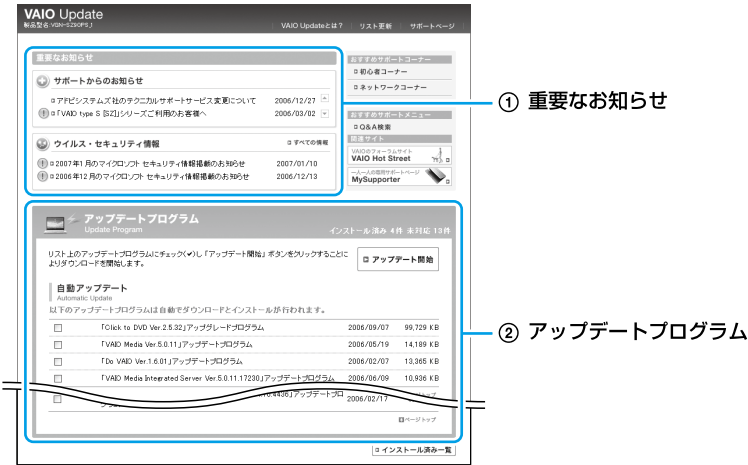 VAIO Update
製品型名:VGN-SZ90PS_1
VAIO Updateとは?
リスト更新
サポートページ
重要なお知らせ
サポートからのお知らせ
アドビシステムズ社のテクニカルサポートサービス変更について 2006/12/27
「VAIO type S [SZ]」シリーズご利用のお客様へ 2006/03/02
ウイルス・セキュリティ情報
すべての情報
2007年1月のマイクロソフト セキュリティ情報掲載のお知らせ 2007/01/10
2006年12月のマイクロソフト セキュリティ情報掲載のお知らせ 2006/12/13
おすすめサポートコーナー
初心者コーナー
ネットワークコーナー
おすすめサポートメニュー
Q&A検索
関連サイト
VAIOのフォーラムサイト
VAIO Hot Street
一人一人の専用サポートページ
MySupporter
① 重要なお知らせ
アップデートプログラム
Update Program
インストール済み 4件 未対応 13件
リスト上のアップデートプログラムにチェック(✔)し「アップデート開始」ボタンをクリックすることに
よりダウンロードを開始します。
アップデート開始
自動アップデート
Automatic Update
以下のアップデートプログラムは自動でダウンロードとインストールが行われます。
「Click to DVD Ver.2.5.32」アップグレードプログラム 2006/09/07 99,729 KB
「VAIO Media Ver.5.0.11」アップデートプログラム 2006/05/19 14,189 KB
「Do VAIO Ver.1.6.01」アップデートプログラム 2006/02/07 13,365 KB
「VAIO Media Integrated Server Ver.5.0.11.17230」アップデートプログラム 2006/06/09 10,936 KB
.4436」アップデートプロ 2006/02/17
ページトップ
インストール済み一覧
② アップデートプログラム